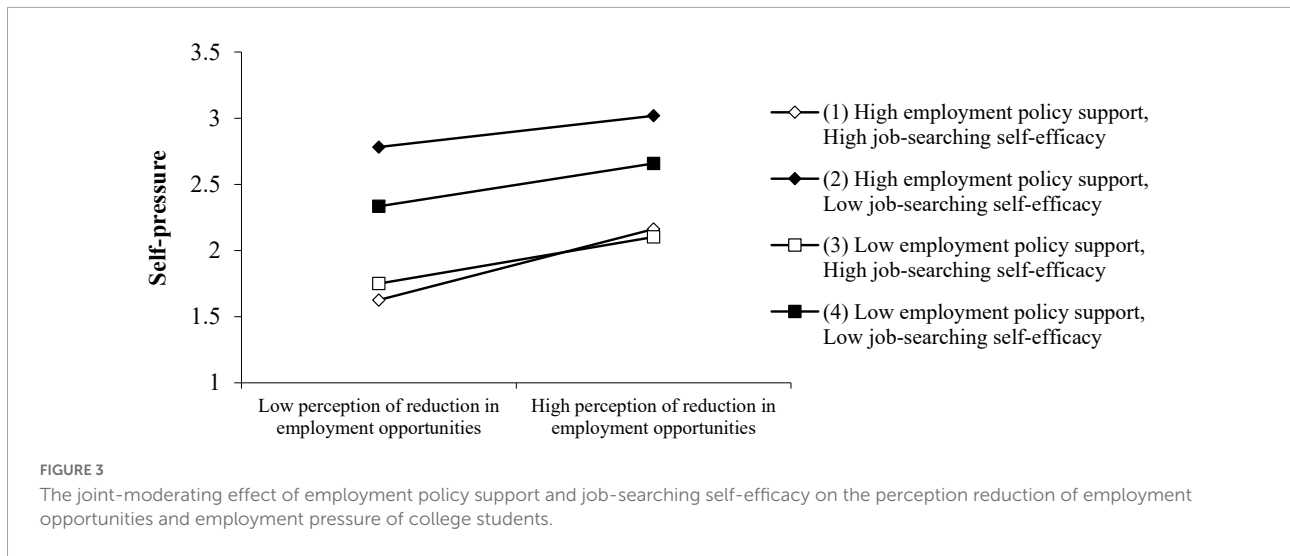 3.5
3
2.5
2
1.5
1
Self-pressure
Low perception of reduction in
employment opportunities
High perception of reduction in
employment opportunities
(1) High employment policy support,
High job-searching self-efficacy
(2) High employment policy support,
Low job-searching self-efficacy
(3) Low employment policy support,
High job-searching self-efficacy
(4) Low employment policy support,
Low job-searching self-efficacy
FIGURE 3
The joint-moderating effect of employment policy support and job-searching self-efficacy on the perception reduction of employment
opportunities and employment pressure of college students.